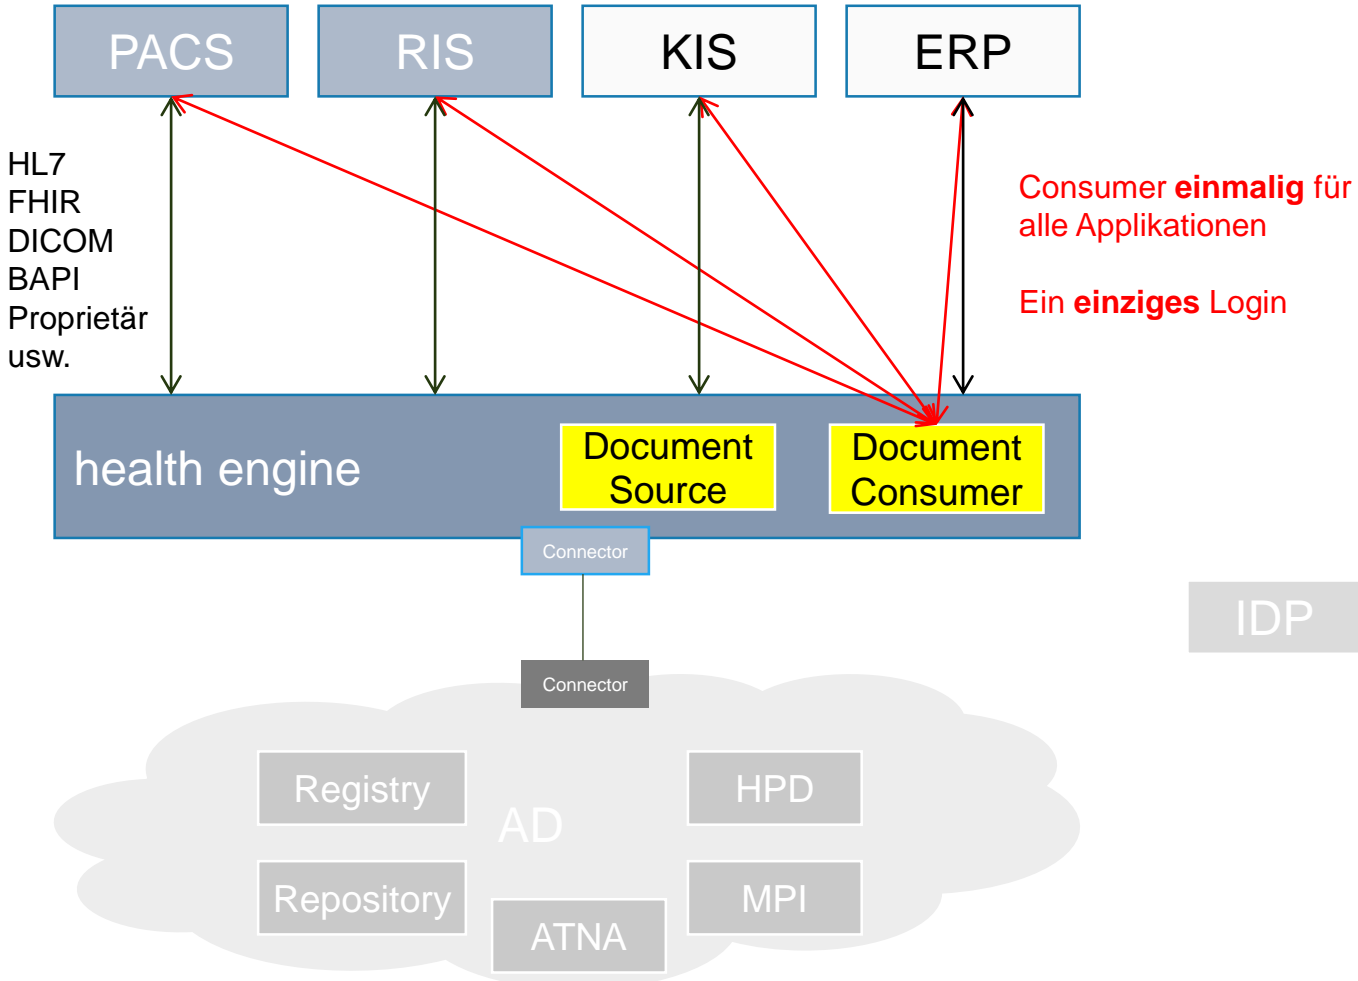 PACS
RIS
KIS
ERP
HL7
FHIR
DICOM
BAPI
Proprietär
usw.
Consumer einmalig für
alle Applikationen
Ein einziges Login
health engine
Document
Source
Document
Consumer
Connector
IDP
Connector
Registry
HPD
AD
Repository
MPI
ATNA